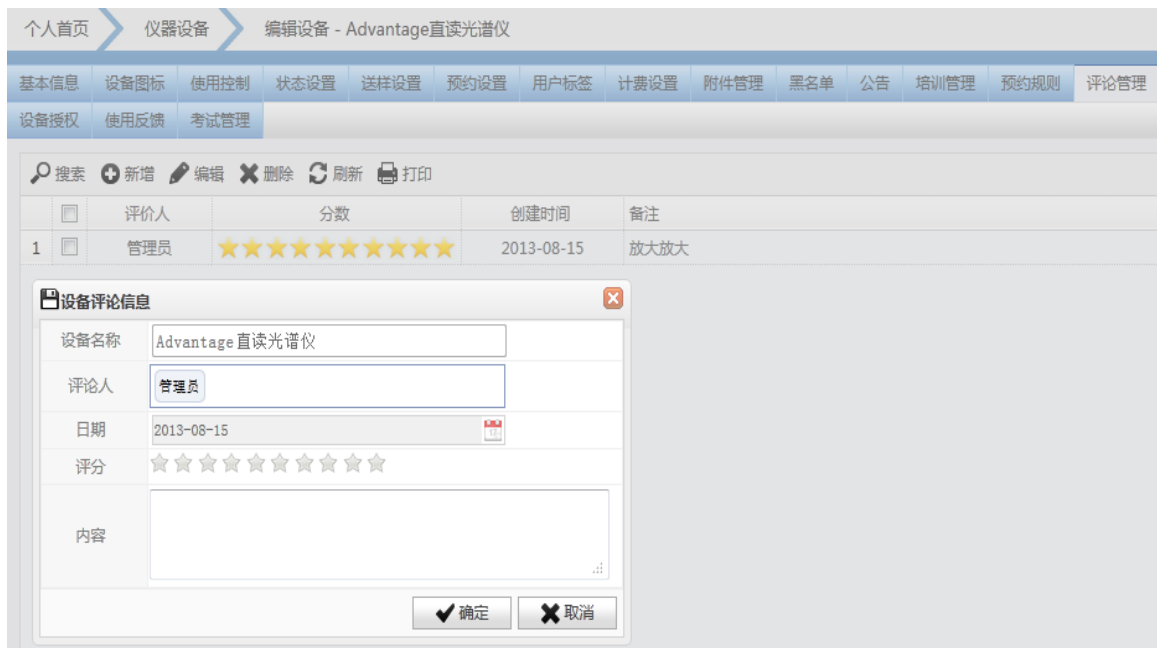 个人首页 仪器设备 编辑设备 - Advantage直读光谱仪
基本信息 设备图标 使用控制 状态设置 送样设置 预约设置 用户标签 计费设置 附件管理 黑名单 公告 培训管理 预约规则 评论管理
设备授权 使用反馈 考试管理
搜索 新增 编辑 删除 刷新 打印
评价人 分数 创建时间 备注
1 管理员 2013-08-15 放大放大
设备评论信息
设备名称 Advantage直读光谱仪
评论人 管理员
日期 2013-08-15
评分
内容
确定 取消